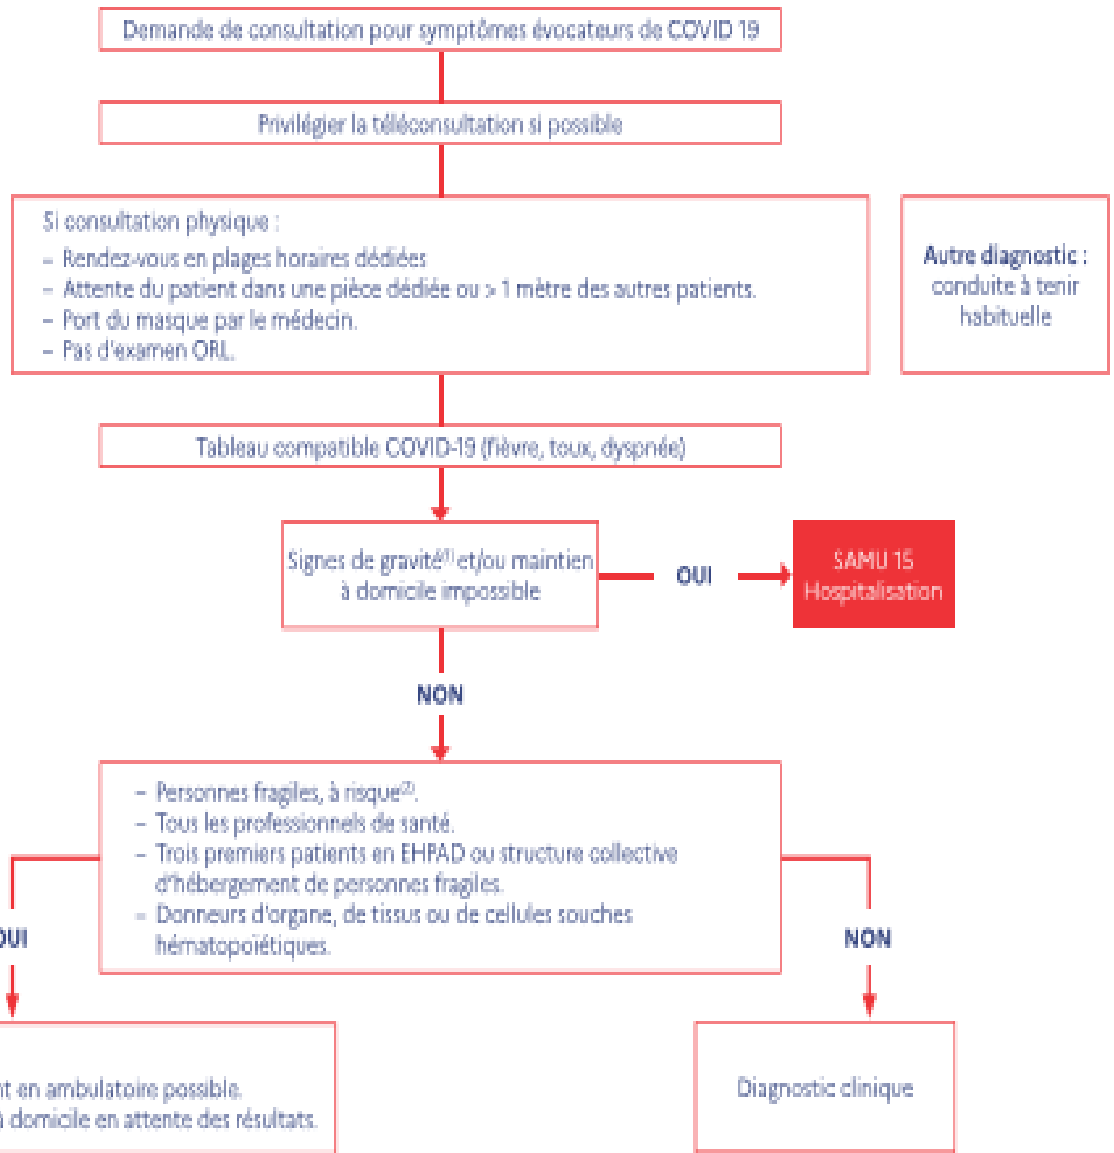 Demande de consultation pour symptômes évocateurs de COVID 19
Privilégier la téléconsultation si possible
Si consultation physique :
– Rendez-vous en plages horaires dédiées
– Attente du patient dans une pièce dédiée ou > 1 mètre des autres patients.
– Port du masque par le médecin.
– Pas d'examen ORL.
Autre diagnostic :
conduite à tenir
habituelle
Tableau compatible COVID-19 (fièvre, toux, dyspnée)
Signes de gravité(1) et/ou maintien
à domicile impossible
OUI
SAMU 15
Hospitalisation
NON
– Personnes fragiles, à risque(2).
– Tous les professionnels de santé.
– Trois premiers patients en EHPAD ou structure collective
d'hébergement de personnes fragiles.
– Donneurs d'organe, de tissus ou de cellules souches
hématopoïétiques.
OUI
NON
en ambulatoire possible.
à domicile en attente des résultats.
Diagnostic clinique